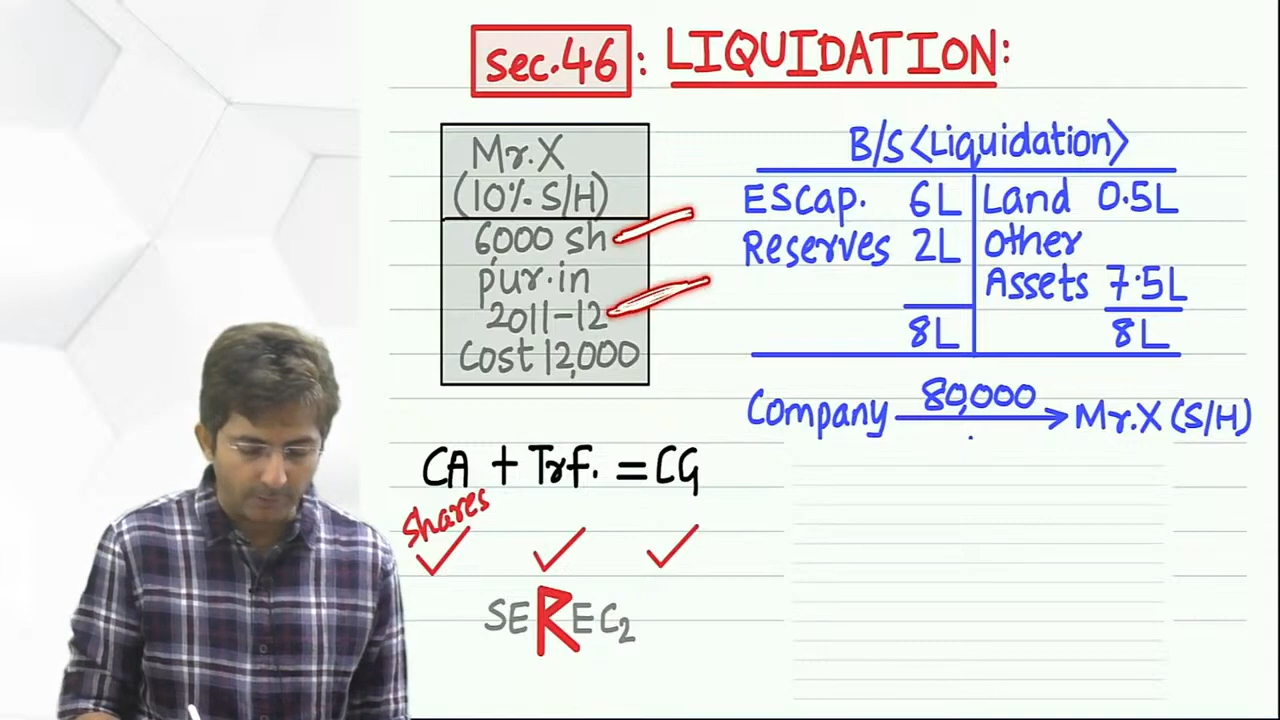 sec.46 : LIQUIDATION:
Mr.X
(10% S/H)
6000 sh
pur.in
2011-12
Cost 12,000
B/S <Liquidation>
EScap. 6L Land 0.5L
Reserves 2L Other
Assets 7.5L
8L 8L
Company 80,000 Mr.X (S/H)
CA + Trf. = CG
Shares
SEREC2